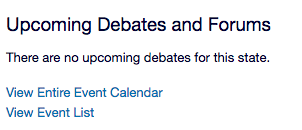 Upcoming Debates and Forums
There are no upcoming debates for this state.
View Entire Event Calendar
View Event List